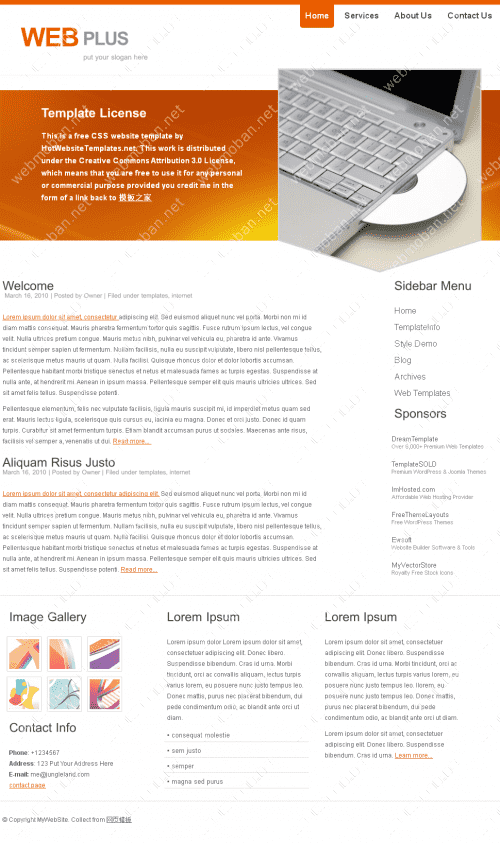 Home Services About Us Contact Us
WEB PLUS
put your slogan here
Template License
This is a free CSS website template by
HotWebsiteTemplates.net. This work is distributed
under the Creative Commons Attribution 3.0 License,
which means that you are free to use it for any personal
or commercial purpose provided you credit me in the
form of a link back to 模板之家
Welcome
March 16, 2010 | Posted by Owner | Filed under templates, internet
Lorem ipsum dolor sit amet, consectetur adipiscing elit. Sed euismod aliquet nunc vel porta. Morbi non mi id
diam mattis consequat. Mauris pharetra fermentum tortor quis sagittis. Fusce rutrum ipsum lectus, vel congue
velit. Nulla ultrices pretium congue. Mauris metus nibh, pulvinar vel vehicula eu, pharetra id ante. Vivamus
tincidunt semper sapien ut fermentum. Nullam facilisis, nulla eu suscipit vulputate, libero nisl pellentesque tellus,
ac scelerisque metus mauris ut quam. Nulla facilisi. Quisque rhoncus dolor et dolor lobortis accumsan.
Pellentesque habitant morbi tristique senectus et netus et malesuada fames ac turpis egestas. Suspendisse at
nulla ante, at hendrerit mi. Aenean in ipsum massa. Pellentesque semper elit quis mauris ultricies ultrices. Sed
sit amet felis eros. Suspendisse potenti.
Pellentesque elementum, felis nec vulputate facilisis, ligula mauris suscipit mi, id imperdiet metus quam sed
erat. Mauris lectus ligula, scelerisque quis cursus eu, lacinia eu magna. Donec et orci justo. Donec id quam
turpis. Curabitur sit amet fermentum turpis. Etiam blandit accumsan purus ut sodales. Maecenas ante risus,
facilisis vel semper a, venenatis ut dui. Read more...
Aliquam Risus Justo
March 16, 2010 | Posted by Owner | Filed under templates, internet
Lorem ipsum dolor sit amet, consectetur adipiscing elit. Sed euismod aliquet nunc vel porta. Morbi non mi id
diam mattis consequat. Mauris pharetra fermentum tortor quis sagittis. Fusce rutrum ipsum lectus, vel congue
velit. Nulla ultrices pretium congue. Mauris metus nibh, pulvinar vel vehicula eu, pharetra id ante. Vivamus
tincidunt semper sapien ut fermentum. Nullam facilisis, nulla eu suscipit vulputate, libero nisl pellentesque tellus,
ac scelerisque metus mauris ut quam. Nulla facilisi. Quisque rhoncus dolor et dolor lobortis accumsan.
Pellentesque habitant morbi tristique senectus et netus et malesuada fames ac turpis egestas. Suspendisse at
nulla ante, at hendrerit mi. Aenean in ipsum massa. Pellentesque semper elit quis mauris ultricies ultrices. Sed
sit amet felis eros. Suspendisse potenti. Read more...
Sidebar Menu
Home
TemplateInfo
Style Demo
Blog
Archives
Web Templates
Sponsors
DreamTemplate
Over 6,000+ Premium Web Templates
TemplateSOLD
Premium WordPress & Joomla Themes
ImHosted.com
Affordable Web Hosting Provider
FreeThemeLayouts
Free WordPress Themes
Evrsoft
Website Builder Software & Tools
MyVectorStore
Royalty Free Stock Icons
Image Gallery
Contact Info
Phone: +1234567
Address: 123 Put Your Address Here
E-mail: me@jungleland.com
contact page
Lorem Ipsum
Lorem ipsum dolor Lorem ipsum dolor sit amet,
consectetuer adipiscing elit. Donec libero.
Suspendisse bibendum. Cras id urna. Morbi
tincidunt, orci ac convallis aliquam, lectus turpis
varius lorem, eu posuere nunc justo tempus leo.
Donec mattis, purus nec placerat bibendum, dui
pede condimentum odio, ac blandit ante orci ut
diam.
• consequat molestie
• sem justo
• semper
• magna sed purus
Lorem Ipsum
Lorem ipsum dolor sit amet, consectetuer
adipiscing elit. Donec libero. Suspendisse
bibendum. Cras id urna. Morbi tincidunt, orci ac
convallis aliquam, lectus turpis varius lorem, eu
posuere nunc justo tempus leo. llorem, eu
posuere nunc justo tempus leo. Donec mattis,
purus nec placerat bibendum, dui pede
condimentum odio, ac blandit ante orci ut diam.
Lorem ipsum dolor sit amet, consectetuer
adipiscing elit. Donec libero. Suspendisse
bibendum. Cras id urna. Learn more...
© Copyright MyWebSite. Collect from 网页模板
webmoban.net